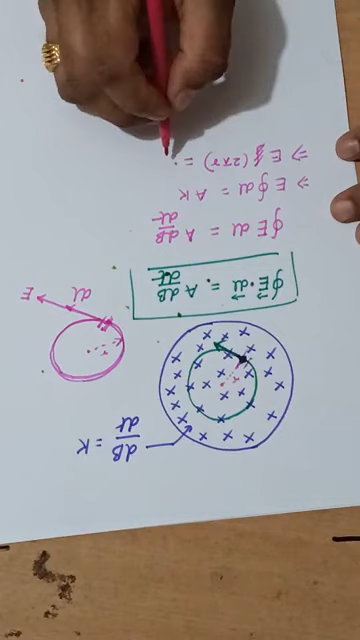 dB/dt = K
r
∮E⃗·dl⃗ = A dB/dt
E dl
r
∮E dl = A dB/dt
⇒ E∮dl = AK
⇒ E (2πr) =